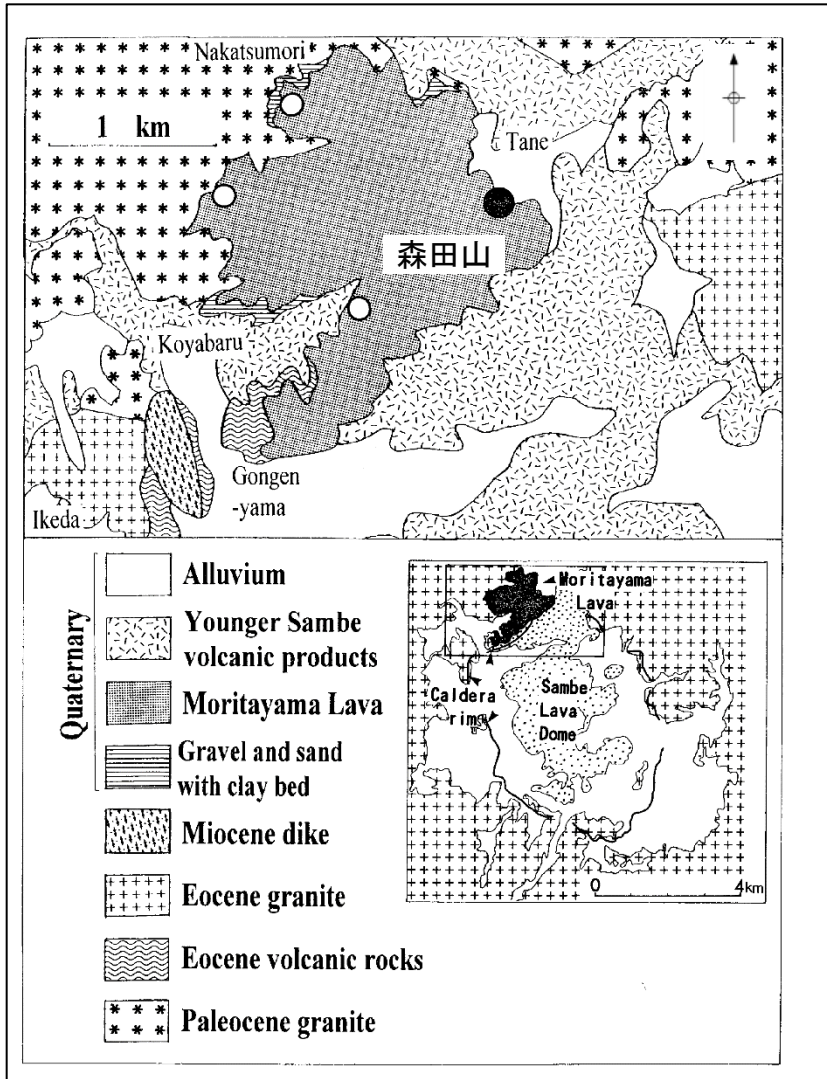 Nakatsumori
1 km
Tane
森田山
Koyabaru
Gongen
-yama
Ikeda
Quaternary
Alluvium
Younger Sambe
volcanic products
Moritayama Lava
Gravel and sand
with clay bed
Miocene dike
Eocene granite
Eocene volcanic rocks
Paleocene granite
Moritayama
Lava
Caldera
rim
Sambe
Lava
Dome
0 4km